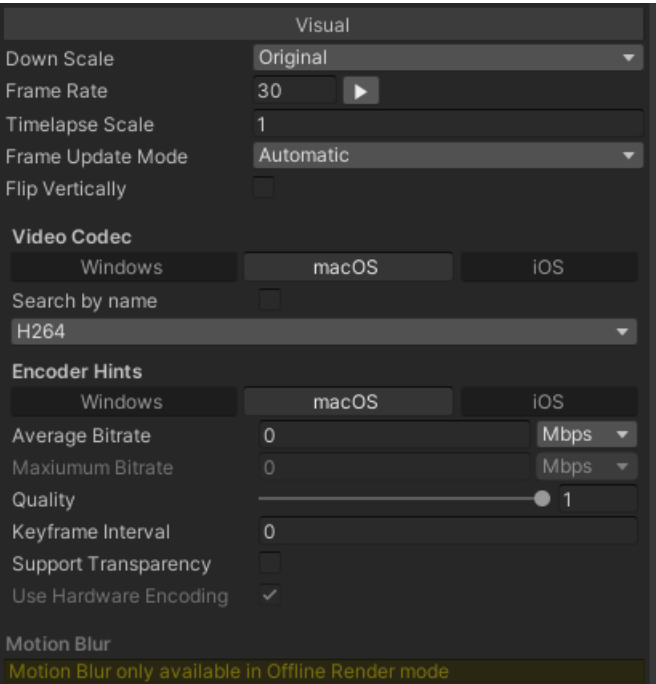 Visual
Down Scale Original
Frame Rate 30
Timelapse Scale 1
Frame Update Mode Automatic
Flip Vertically
Video Codec
Windows macOS iOS
Search by name
H264
Encoder Hints
Windows macOS iOS
Average Bitrate 0 Mbps
Maxiumum Bitrate 0 Mbps
Quality 1
Keyframe Interval 0
Support Transparency
Use Hardware Encoding
Motion Blur
Motion Blur only available in Offline Render mode